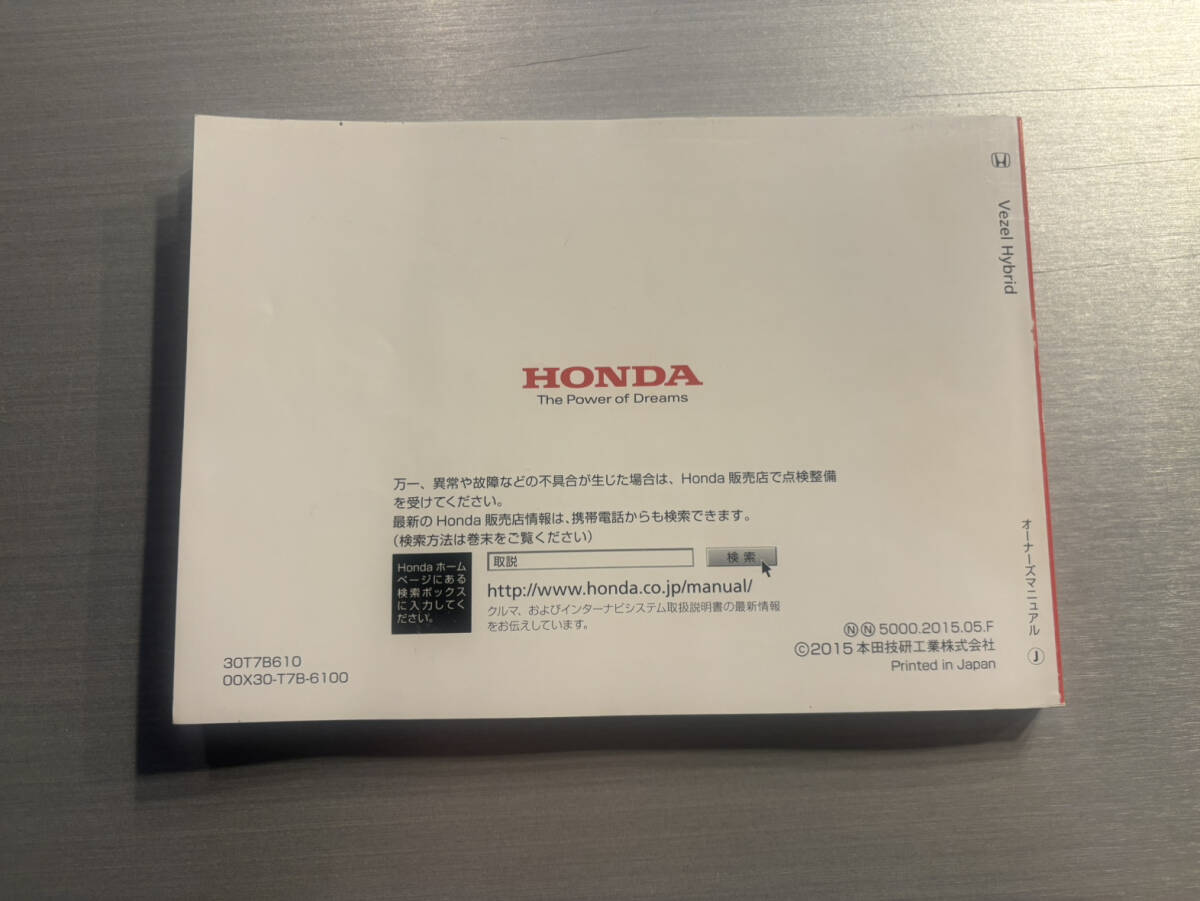 HONDA
The Power of Dreams
万一、異常や故障などの不具合が生じた場合は、Honda 販売店で点検整備
を受けてください。
最新の Honda 販売店情報は、携帯電話からも検索できます。
(検索方法は巻末をご覧ください)
Honda ホーム
ページにある
検索ボックス
に入力してく
ださい。
取説
検 索
http://www.honda.co.jp/manual/
クルマ、およびインターナビシステム取扱説明書の最新情報
をお伝えしています。
30T7B610
00X30-T7B-6100
ⓃⓃ 5000.2015.05.F
©2015 本田技研工業株式会社
Printed in Japan
Vezel Hybrid
オーナーズマニュアル Ⓙ